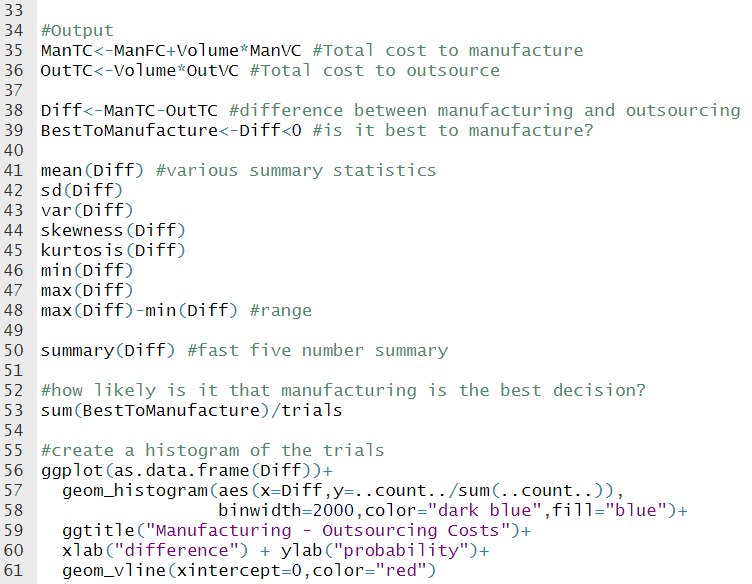 33
34 #Output
35 ManTC<-ManFC+Volume*ManVC #Total cost to manufacture
36 OutTC<-Volume*OutVC #Total cost to outsource
37
38 Diff<-ManTC-OutTC #difference between manufacturing and outsourcing
39 BestToManufacture<-Diff<0 #is it best to manufacture?
40
41 mean(Diff) #various summary statistics
42 sd(Diff)
43 var(Diff)
44 skewness(Diff)
45 kurtosis(Diff)
46 min(Diff)
47 max(Diff)
48 max(Diff)-min(Diff) #range
49
50 summary(Diff) #fast five number summary
51
52 #how likely is it that manufacturing is the best decision?
53 sum(BestToManufacture)/trials
54
55 #create a histogram of the trials
56 ggplot(as.data.frame(Diff))+
57   geom_histogram(aes(x=Diff,y=..count../sum(..count..)),
58                  binwidth=2000,color="dark blue",fill="blue")+
59   ggtitle("Manufacturing - Outsourcing Costs")+
60   xlab("difference") + ylab("probability")+
61   geom_vline(xintercept=0,color="red")